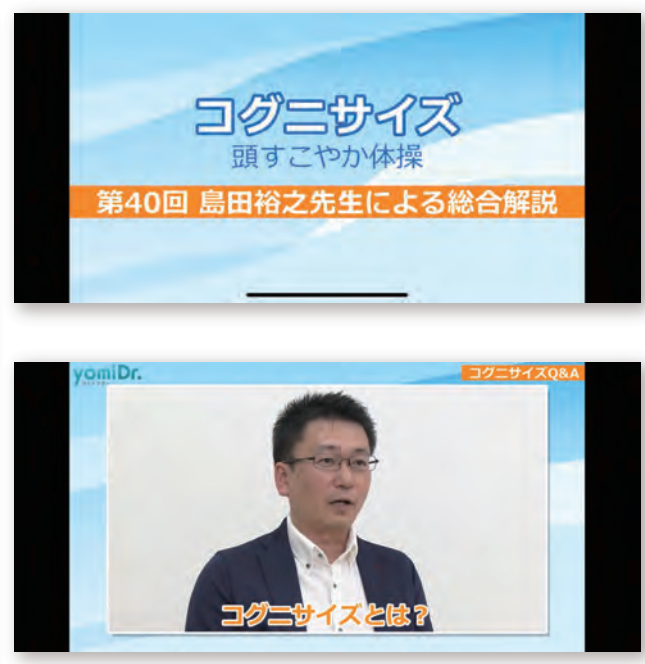 コグニサイズ
頭すこやか体操
第40回 島田裕之先生による総合解説
yomiDr.
コグニサイズQ&A
コグニサイズとは？